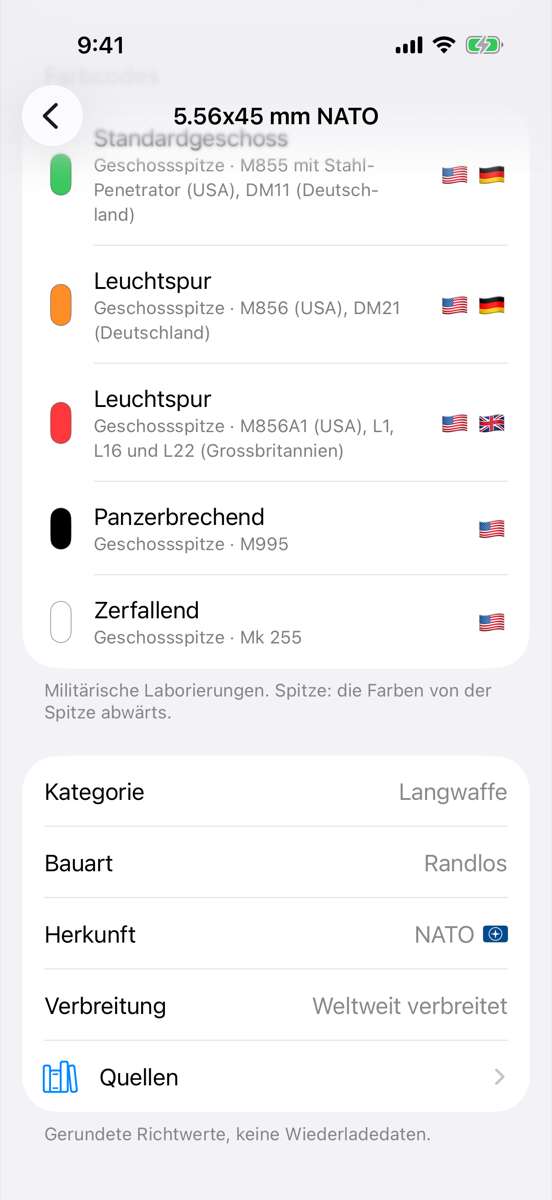 9:41
Farbcodes
5.56x45 mm NATO
Standardgeschoss
Geschossspitze · M855 mit Stahl-
Penetrator (USA), DM11 (Deutsch-
land)
Leuchtspur
Geschossspitze · M856 (USA), DM21
(Deutschland)
Leuchtspur
Geschossspitze · M856A1 (USA), L1,
L16 und L22 (Grossbritannien)
Panzerbrechend
Geschossspitze · M995
Zerfallend
Geschossspitze · Mk 255
Militärische Laborierungen. Spitze: die Farben von der
Spitze abwärts.
Kategorie
Langwaffe
Bauart
Randlos
Herkunft
NATO
Verbreitung
Weltweit verbreitet
Quellen
Gerundete Richtwerte, keine Wiederladedaten.